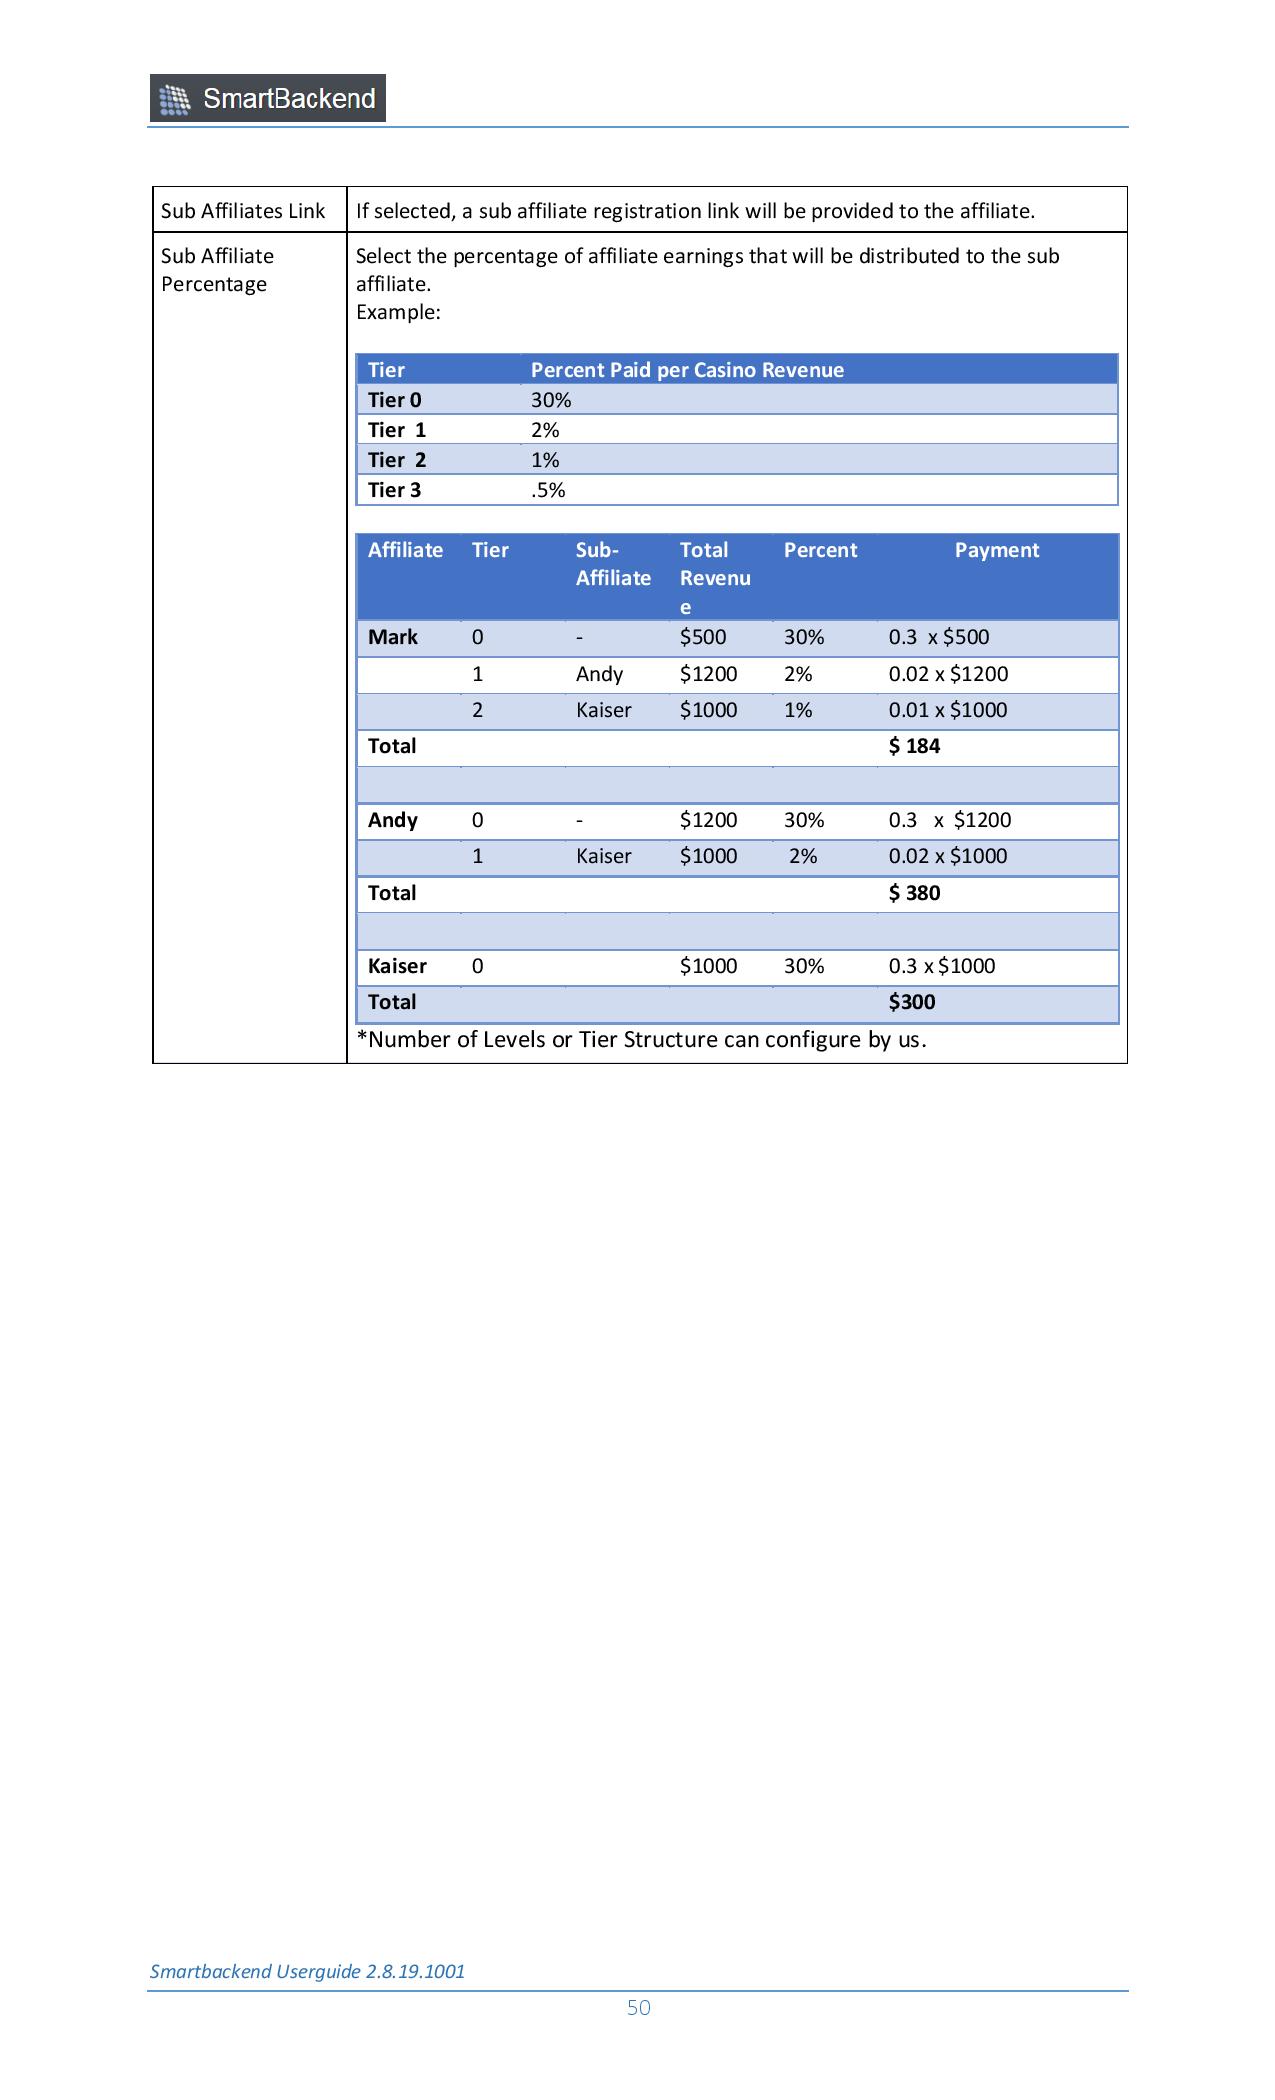 SmartBackend
Sub Affiliates Link If selected, a sub affiliate registration link will be provided to the affiliate.
Sub Affiliate
Percentage
Select the percentage of affiliate earnings that will be distributed to the sub
affiliate.
Example:
Tier Percent Paid per Casino Revenue
Tier 0 30%
Tier 1 2%
Tier 2 1%
Tier 3 .5%
Affiliate Tier Sub- Total Percent Payment
Affiliate Revenu
e
Mark 0 - $500 30% 0.3 x $500
1 Andy $1200 2% 0.02 x $1200
2 Kaiser $1000 1% 0.01 x $1000
Total $ 184
Andy 0 - $1200 30% 0.3 x $1200
1 Kaiser $1000 2% 0.02 x $1000
Total $ 380
Kaiser 0 $1000 30% 0.3 x $1000
Total $300
*Number of Levels or Tier Structure can configure by us.
Smartbackend Userguide 2.8.19.1001
50